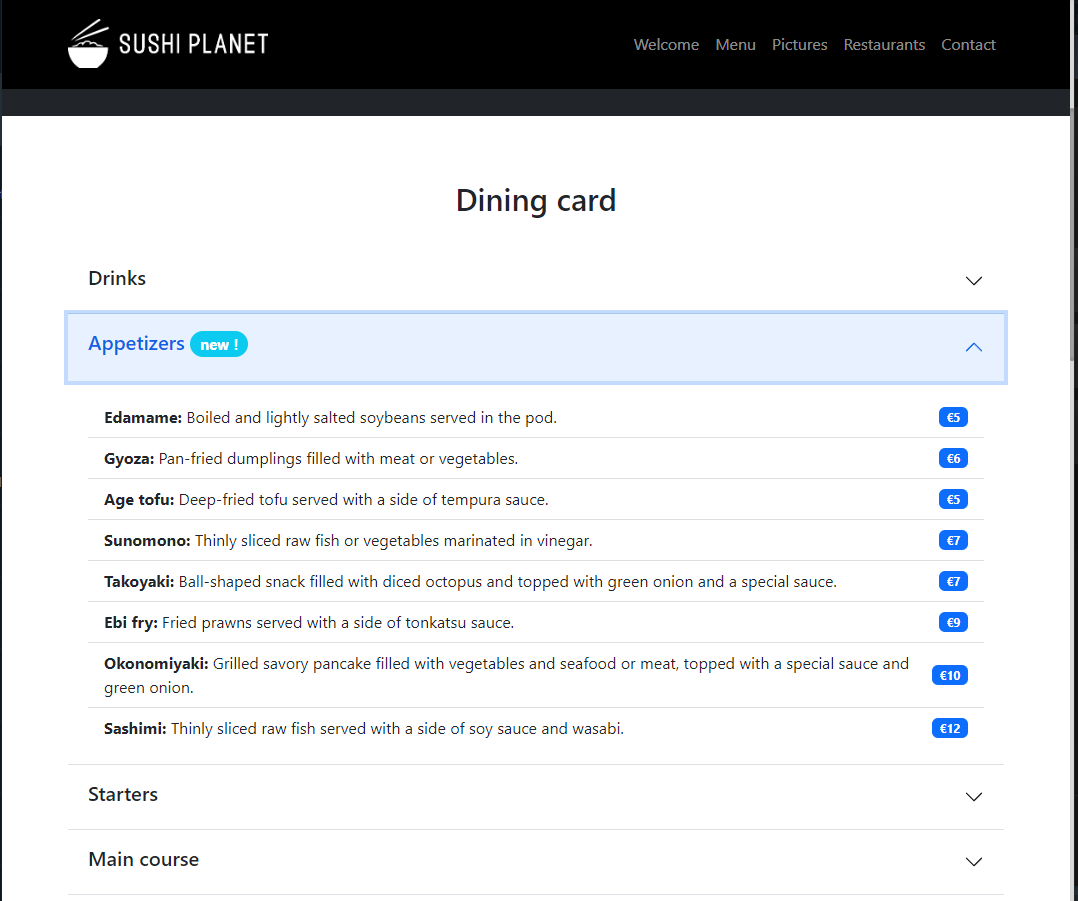 SUSHI PLANET
Welcome Menu Pictures Restaurants Contact
Dining card
Drinks
Appetizers new !
Edamame: Boiled and lightly salted soybeans served in the pod. €5
Gyoza: Pan-fried dumplings filled with meat or vegetables. €6
Age tofu: Deep-fried tofu served with a side of tempura sauce. €5
Sunomono: Thinly sliced raw fish or vegetables marinated in vinegar. €7
Takoyaki: Ball-shaped snack filled with diced octopus and topped with green onion and a special sauce. €7
Ebi fry: Fried prawns served with a side of tonkatsu sauce. €9
Okonomiyaki: Grilled savory pancake filled with vegetables and seafood or meat, topped with a special sauce and
green onion. €10
Sashimi: Thinly sliced raw fish served with a side of soy sauce and wasabi. €12
Starters
Main course